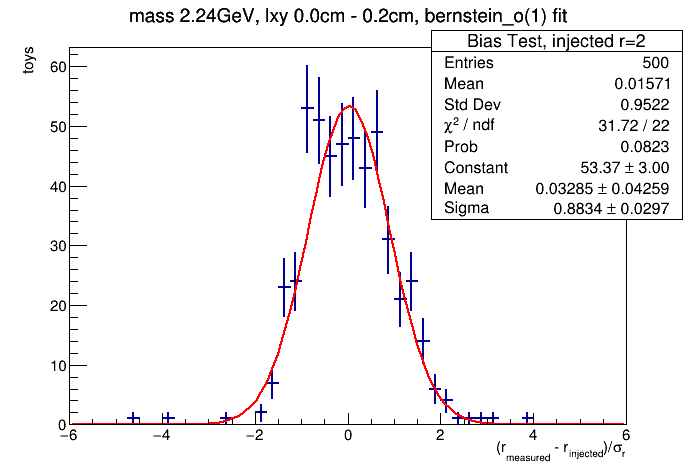 mass 2.24GeV, lxy 0.0cm - 0.2cm, bernstein_o(1) fit
toys
Bias Test, injected r=2
Entries 500
Mean 0.01571
Std Dev 0.9522
χ² / ndf 31.72 / 22
Prob 0.0823
Constant 53.37 ± 3.00
Mean 0.03285 ± 0.04259
Sigma 0.8834 ± 0.0297
60
50
40
30
20
10
0
−6 −4 −2 0 2 4 6
(r_measured - r_injected)/σ_r